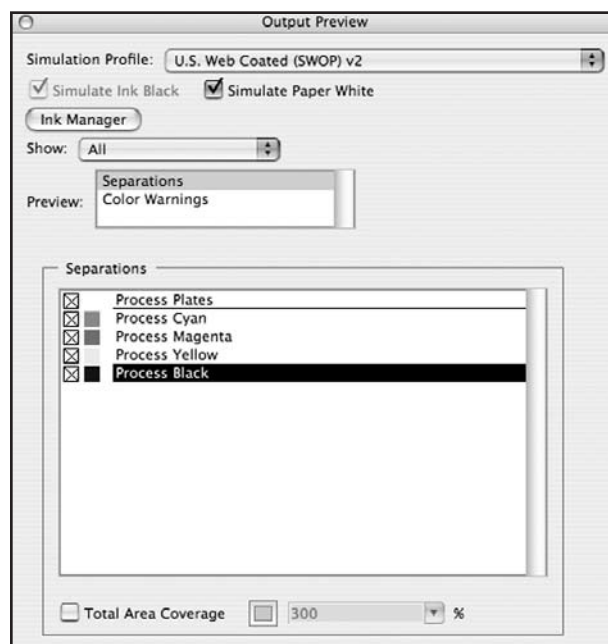 Output Preview
Simulation Profile: U.S. Web Coated (SWOP) v2
Simulate Ink Black Simulate Paper White
Ink Manager
Show: All
Preview: Separations
Color Warnings
Separations
Process Plates
Process Cyan
Process Magenta
Process Yellow
Process Black
Total Area Coverage 300 %